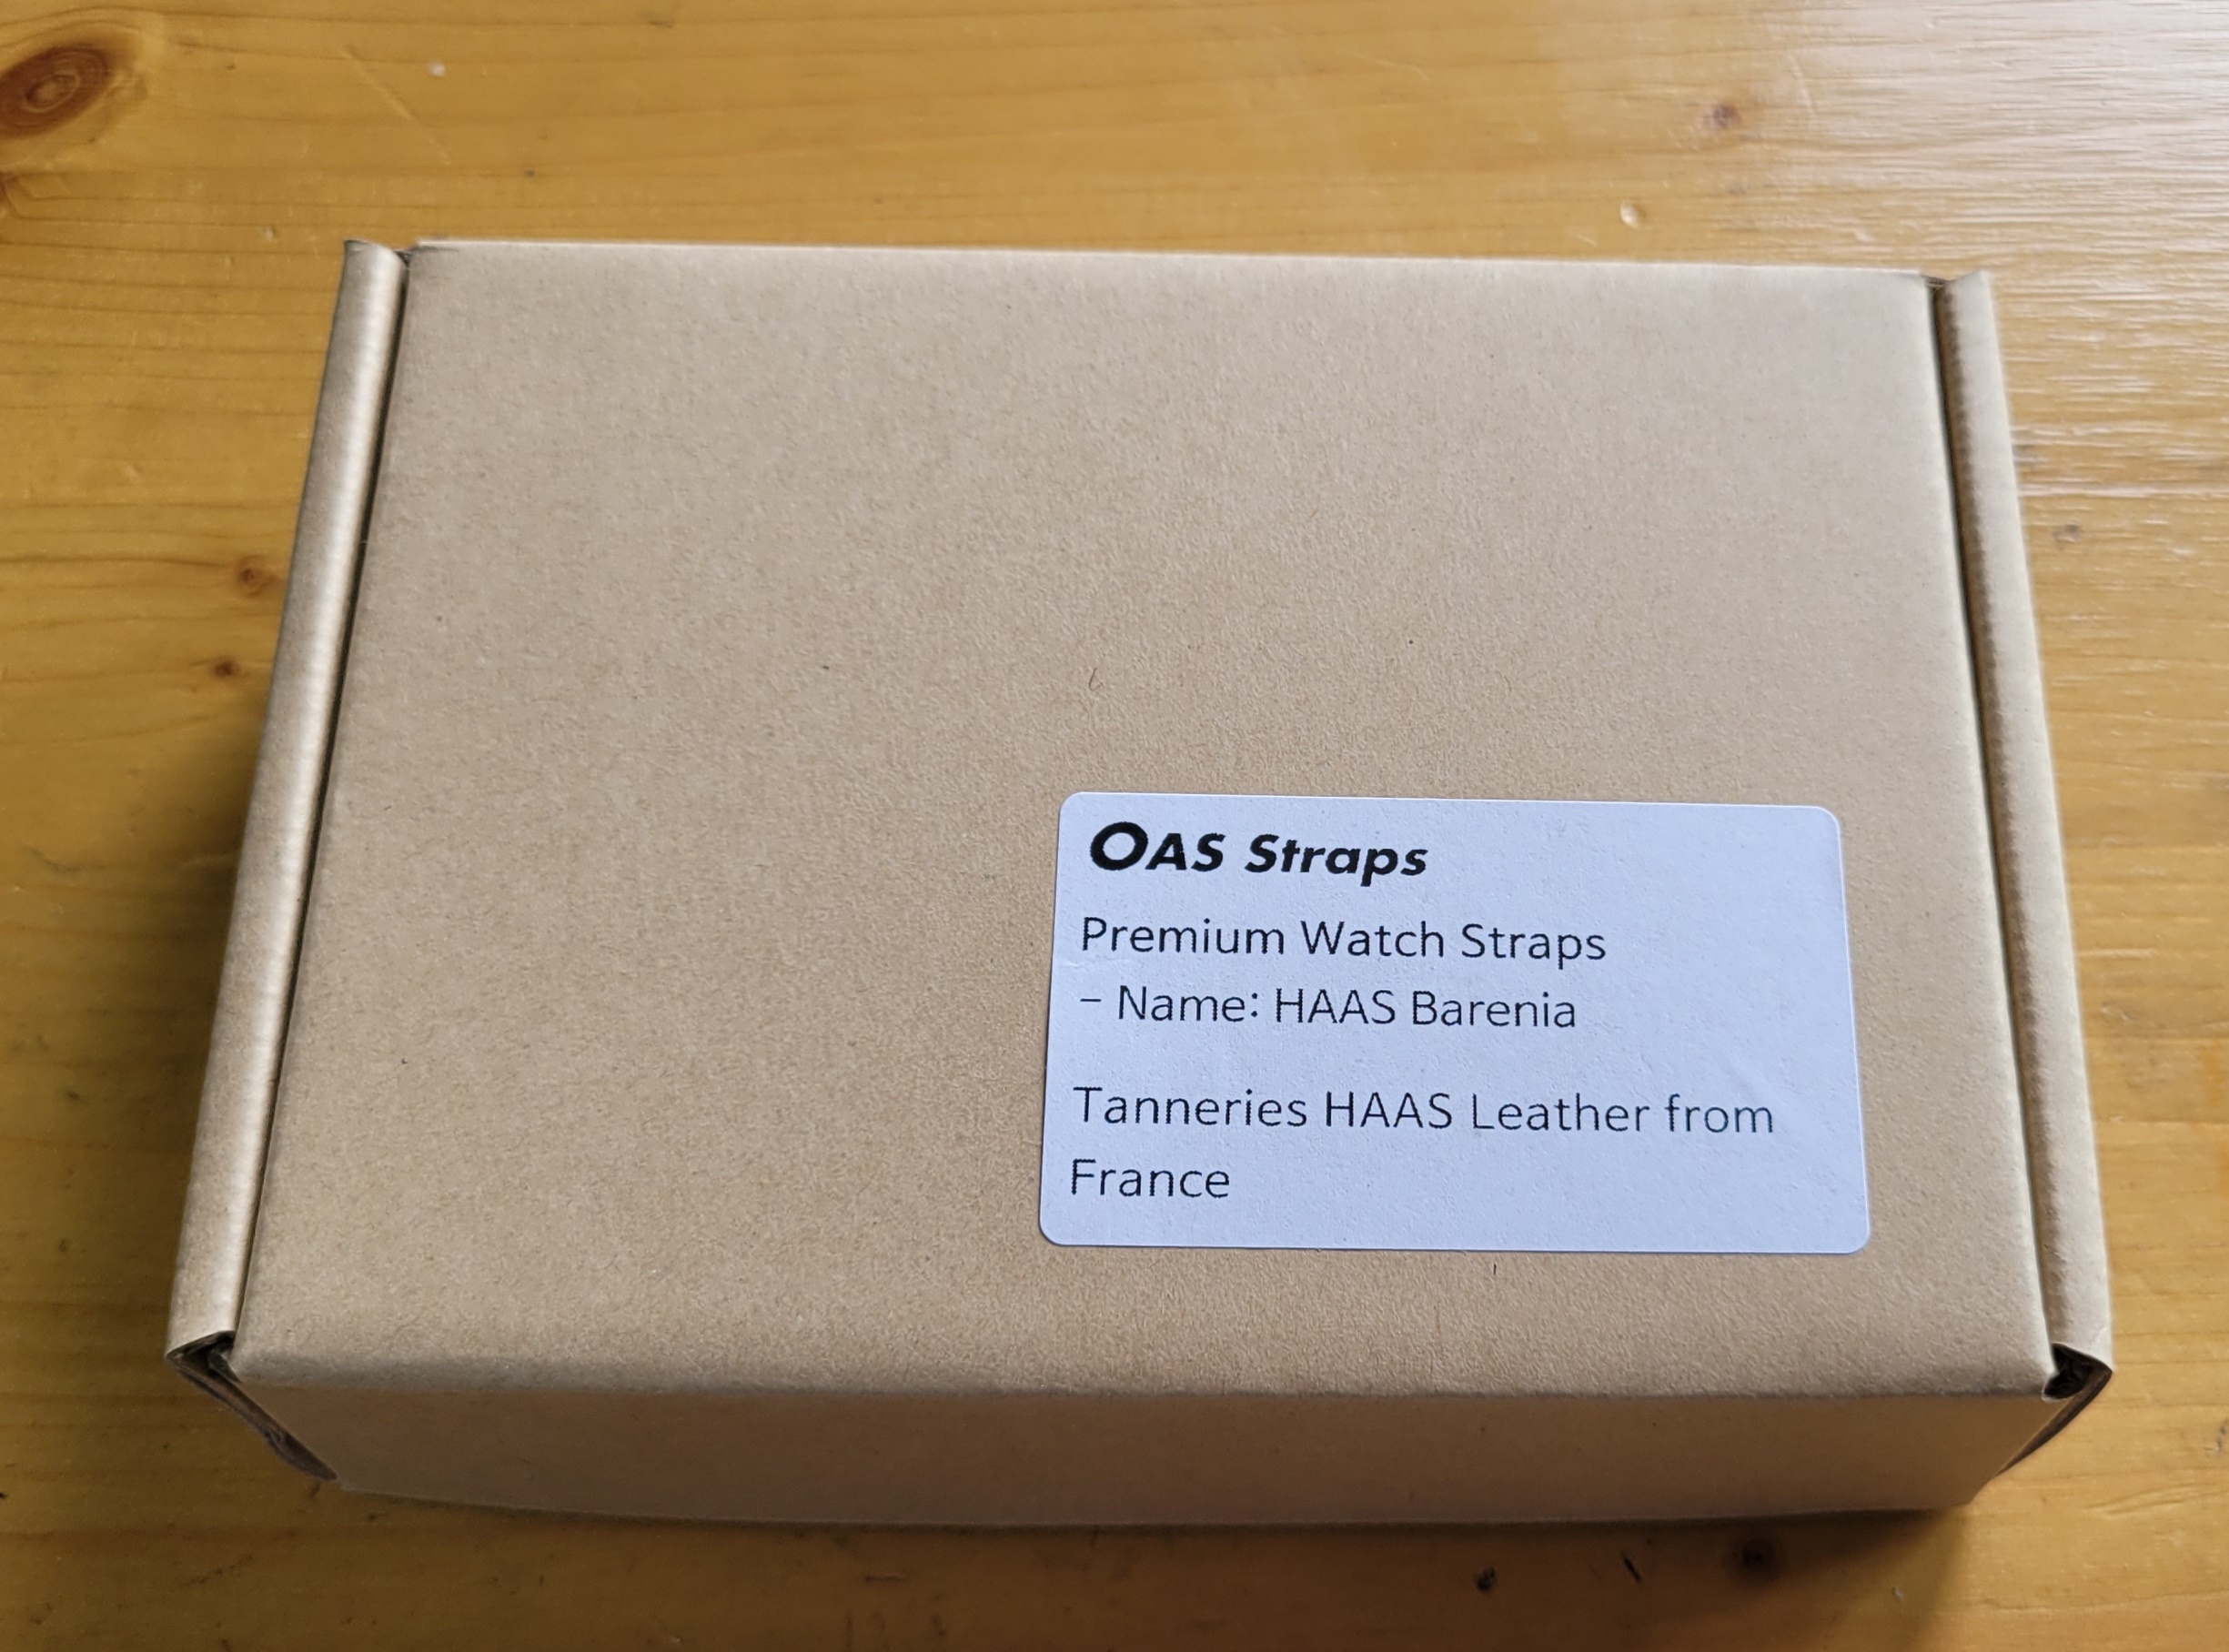 OAS Straps
Premium Watch Straps
- Name: HAAS Barenia
Tanneries HAAS Leather from
France